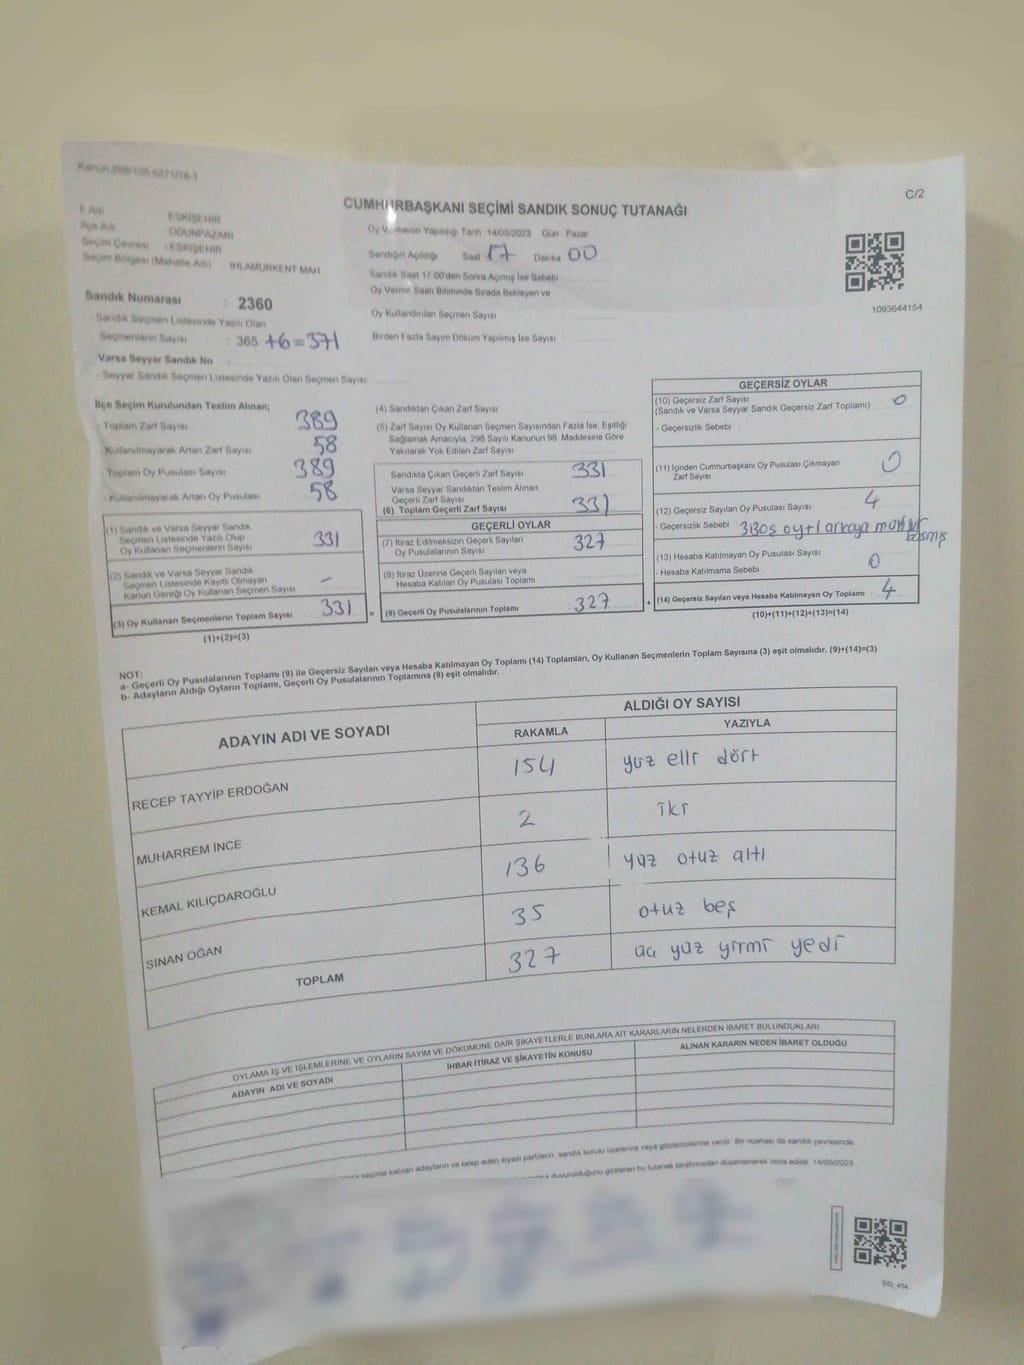 C/2
CUMHURBAŞKANI SEÇİMİ SANDIK SONUÇ TUTANAĞI
İl Adı ESKİŞEHİR
İlçe Adı ODUNPAZARI
Seçim Çevresi : ESKİŞEHİR
Seçim Bölgesi (Mahalle Adı) IHLAMURKENT MAH
Sandık Numarası : 2360
- Sandık Seçmen Listesinde Yazılı Olan
Seçmenlerin Sayısı : 365 +6=371
Varsa Seyyar Sandık No
- Seyyar Sandık Seçmen Listesinde Yazılı Olan Seçmen Sayısı
Oy Verilmenin Yapıldığı Tarih :14/05/2023 Gün : Pazar
Sandığın Açıldığı Saat 17 Dakika 00
Sandık Saat 17.00'den Sonra Açılmış İse Sebebi
Oy Verme Saati Bitiminde Sırada Bekleyen ve
Oy Kullandırılan Seçmen Sayısı
Birden Fazla Sayım Döküm Yapılmış İse Sayısı
1093644154
İlçe Seçim Kurulundan Teslim Alınan;
- Toplam Zarf Sayısı 389
Kullanılmayarak Artan Zarf Sayısı 58
- Toplam Oy Pusulası Sayısı 389
- Kullanılmayarak Artan Oy Pusulası 58
(1) Sandık ve Varsa Seyyar Sandık
Seçmen Listesinde Yazılı Olup
Oy Kullanan Seçmenlerin Sayısı 331
(2) Sandık ve Varsa Seyyar Sandık
Seçmen Listesinde Kayıtlı Olmayan
Kanun Gereği Oy Kullanan Seçmen Sayısı –
(3) Oy Kullanan Seçmenlerin Toplam Sayısı 331 =
(1)+(2)=(3)
(4) Sandıktan Çıkan Zarf Sayısı
(5) Zarf Sayısı Oy Kullanan Seçmen Sayısından Fazla İse, Eşitliği
Sağlamak Amacıyla, 298 Sayılı Kanunun 98. Maddesine Göre
Yakılarak Yok Edilen Zarf Sayısı
Sandıkta Çıkan Geçerli Zarf Sayısı 331
Varsa Seyyar Sandıktan Teslim Alınan
Geçerli Zarf Sayısı
(6) Toplam Geçerli Zarf Sayısı 331
GEÇERLİ OYLAR
(7) İtiraz Edilmeksizin Geçerli Sayılan
Oy Pusulalarının Sayısı 327
(8) İtiraz Üzerine Geçerli Sayılan veya
Hesaba Katılan Oy Pusulası Toplamı
(9) Geçerli Oy Pusulalarının Toplamı 327 +
GEÇERSİZ OYLAR
(10) Geçersiz Zarf Sayısı 0
(Sandık ve Varsa Seyyar Sandık Geçersiz Zarf Toplamı)
- Geçersizlik Sebebi
(11) İçinden Cumhurbaşkanı Oy Pusulası Çıkmayan
Zarf Sayısı 0
(12) Geçersiz Sayılan Oy Pusulası Sayısı 4
- Geçersizlik Sebebi 3 Boş oy +1 arkaya mühür
basmış
(13) Hesaba Katılmayan Oy Pusulası Sayısı 0
- Hesaba Katılmama Sebebi
(14) Geçersiz Sayılan veya Hesaba Katılmayan Oy Toplamı 4
(10)+(11)+(12)+(13)=(14)
NOT:
a- Geçerli Oy Pusulalarının Toplamı (9) ile Geçersiz Sayılan veya Hesaba Katılmayan Oy Toplamı (14) Toplamları, Oy Kullanan Seçmenlerin Toplam Sayısına (3) eşit olmalıdır. (9)+(14)=(3)
b- Adayların Aldığı Oyların Toplamı, Geçerli Oy Pusulalarının Toplamına (9) eşit olmalıdır.
ADAYIN ADI VE SOYADI
ALDIĞI OY SAYISI
RAKAMLA YAZIYLA
RECEP TAYYİP ERDOĞAN 154 yüz elli dört
MUHARREM İNCE 2 iki
KEMAL KILIÇDAROĞLU 136 yüz otuz altı
SİNAN OĞAN 35 otuz beş
TOPLAM 327 üç yüz yirmi yedi
OYLAMA İŞ VE İŞLEMLERİNE VE OYLARIN SAYIM VE DÖKÜMÜNE DAİR ŞİKAYETLERLE BUNLARA AİT KARARLARIN NELERDEN İBARET BULUNDUKLARI
ADAYIN ADI VE SOYADI İHBAR İTİRAZ VE ŞİKAYETİN KONUSU ALINAN KARARIN NEDEN İBARET OLDUĞU
seçime katılan adayların ve talep eden siyasi partilerin sandık kurulu üyelerine veya gözlemcilerine verilir. Bir nüshası da sandık çevresinde
duyurulduğunu gösteren bu tutanak tarafımızdan düzenlenerek imza edildi. 14/05/2023